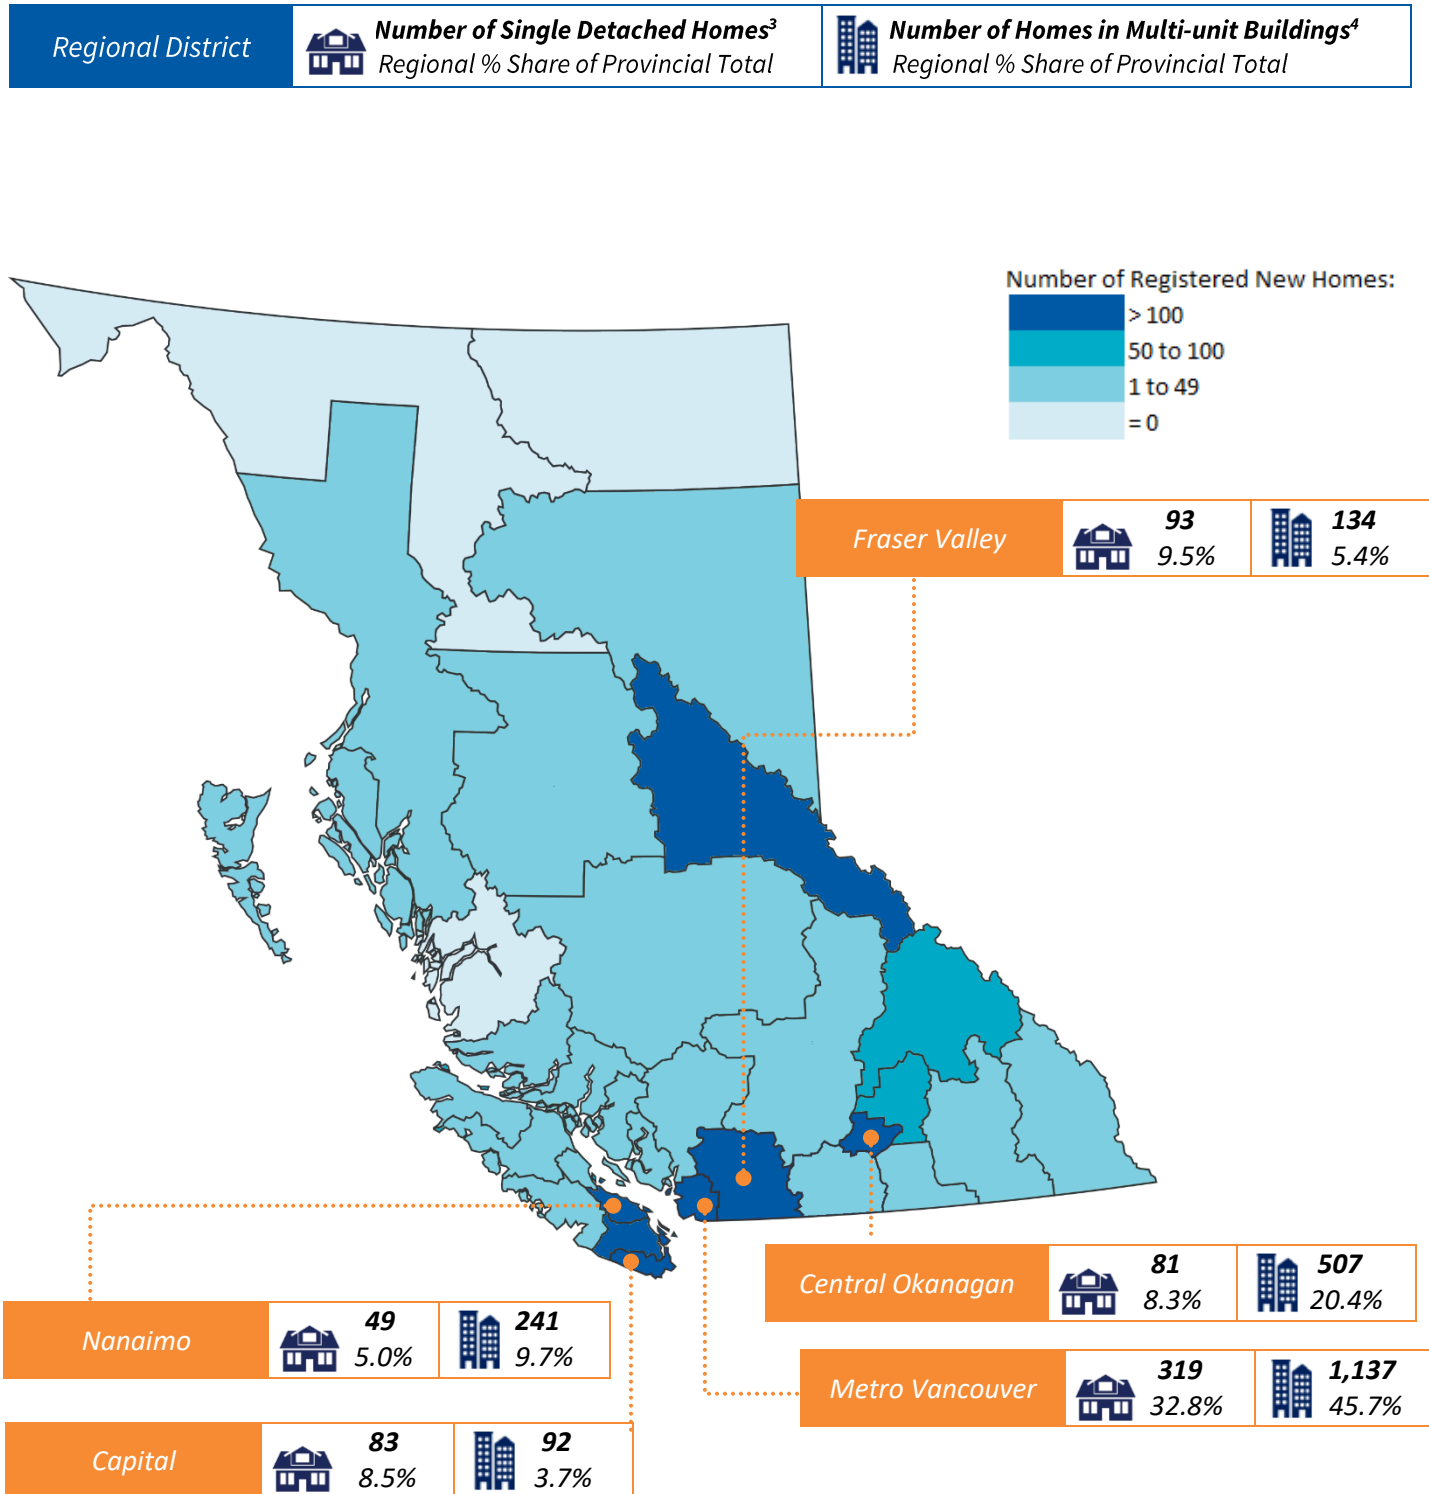 Regional District
Number of Single Detached Homes³
Regional % Share of Provincial Total
Number of Homes in Multi-unit Buildings⁴
Regional % Share of Provincial Total
Number of Registered New Homes:
> 100
50 to 100
1 to 49
= 0
Fraser Valley
93
9.5%
134
5.4%
Central Okanagan
81
8.3%
507
20.4%
Nanaimo
49
5.0%
241
9.7%
Metro Vancouver
319
32.8%
1,137
45.7%
Capital
83
8.5%
92
3.7%